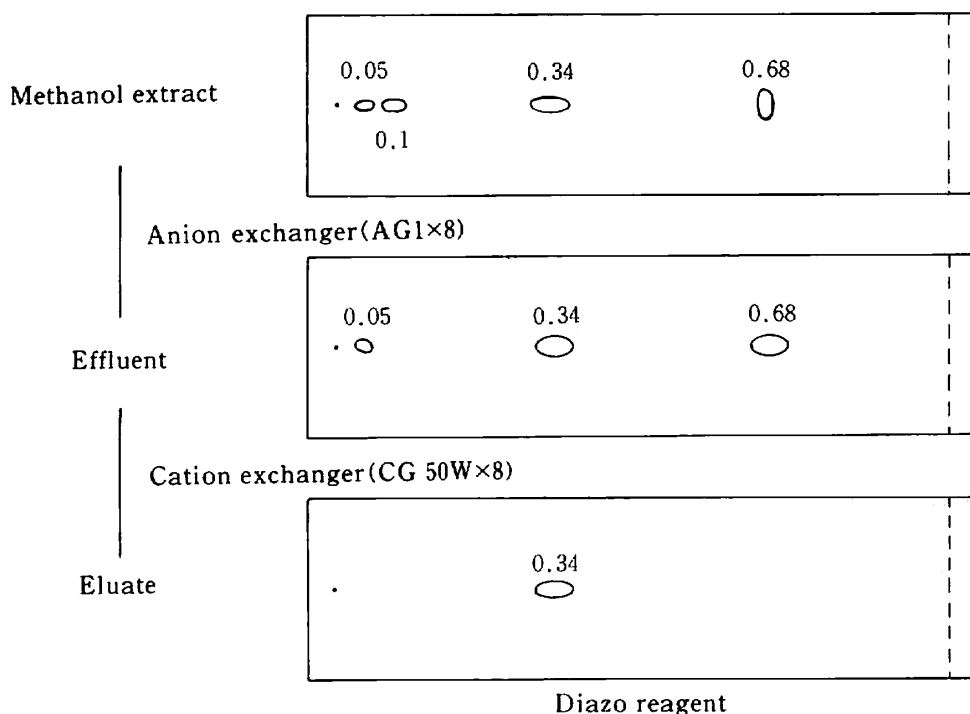 0.05 0.34 0.68
Methanol extract
0.1
Anion exchanger(AG1×8)
0.05 0.34 0.68
Effluent
Cation exchanger(CG 50W×8)
0.34
Eluate
Diazo reagent